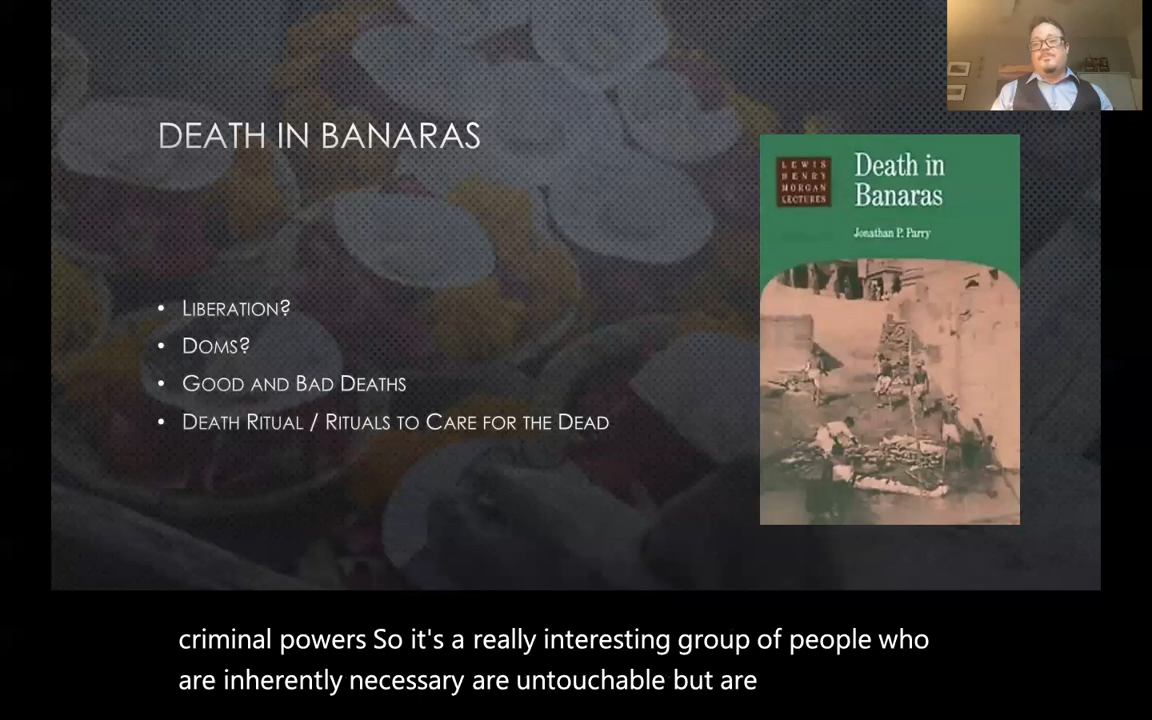 DEATH IN BANARAS
• LIBERATION?
• DOMS?
• GOOD AND BAD DEATHS
• DEATH RITUAL / RITUALS TO CARE FOR THE DEAD
LEWIS
HENRY
MORGAN
LECTURES
Death in
Banaras
Jonathan P. Parry
criminal powers So it's a really interesting group of people who
are inherently necessary are untouchable but are